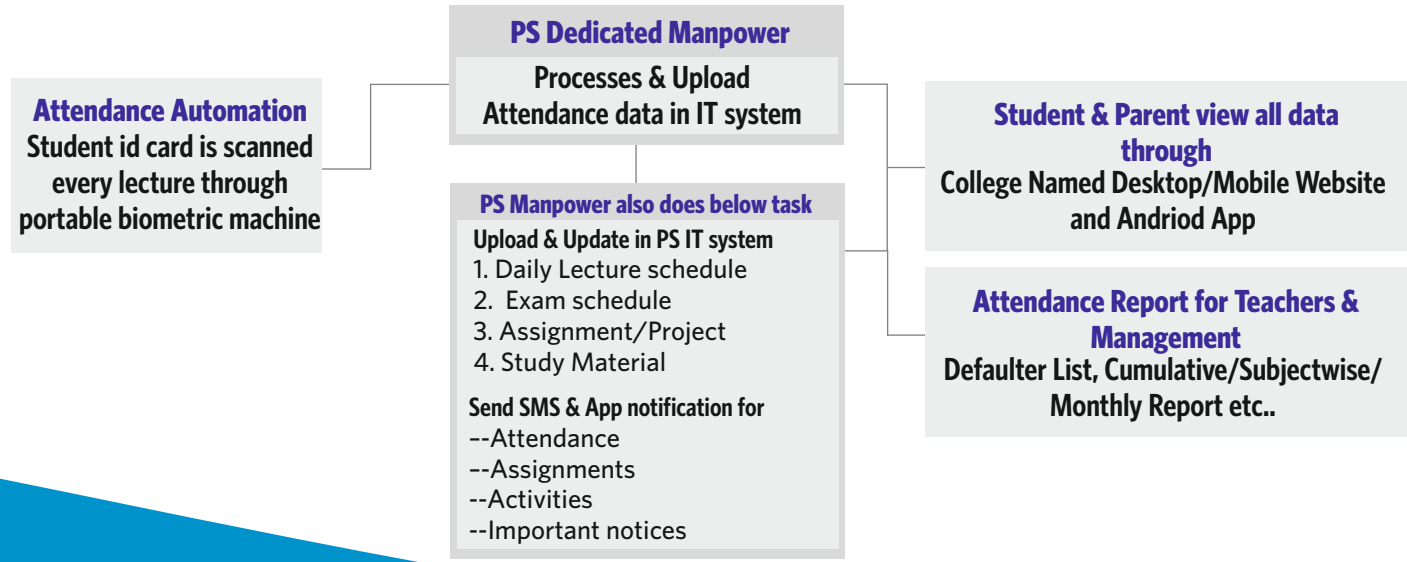 PS Dedicated Manpower
Processes & Upload
Attendance data in IT system
Attendance Automation
Student id card is scanned
every lecture through
portable biometric machine
PS Manpower also does below task
Upload & Update in PS IT system
1. Daily Lecture schedule
2. Exam schedule
3. Assignment/Project
4. Study Material
Send SMS & App notification for
--Attendance
--Assignments
--Activities
--Important notices
Student & Parent view all data
through
College Named Desktop/Mobile Website
and Andriod App
Attendance Report for Teachers &
Management
Defaulter List, Cumulative/Subjectwise/
Monthly Report etc..